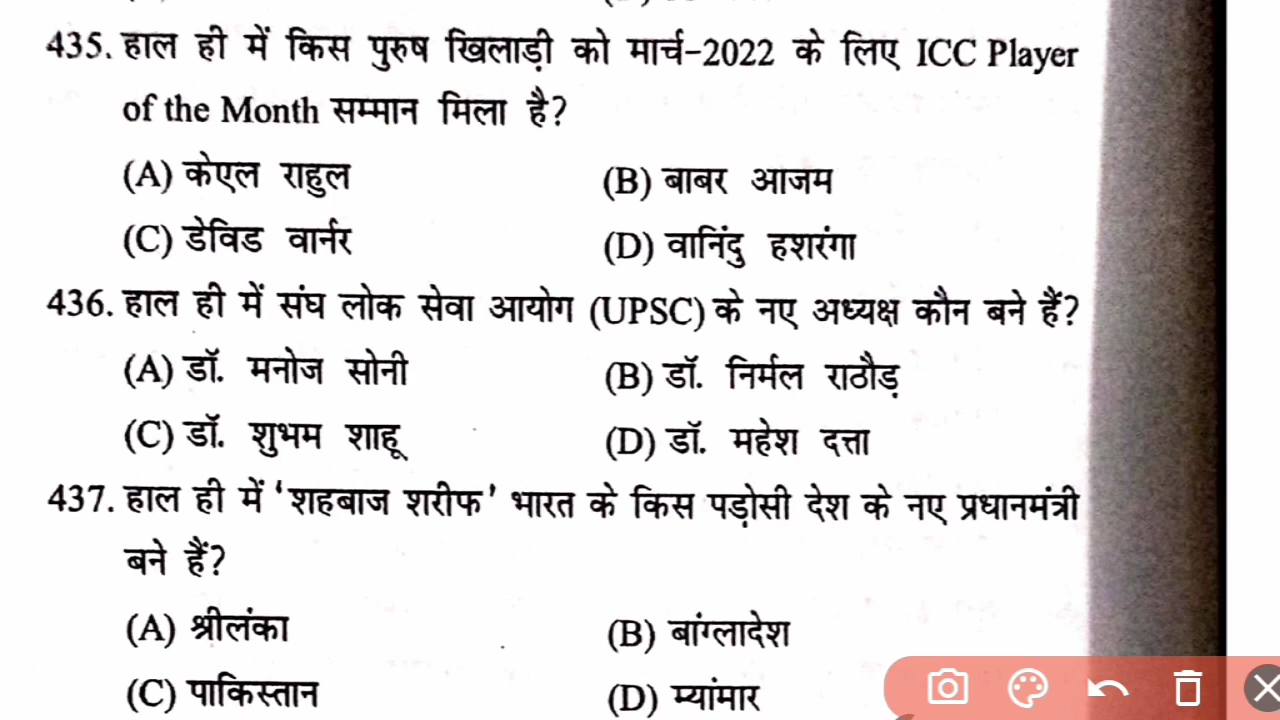 435. हाल ही में किस पुरुष खिलाड़ी को मार्च-2022 के लिए ICC Player
of the Month सम्मान मिला है?
(A) केएल राहुल (B) बाबर आजम
(C) डेविड वार्नर (D) वानिंदु हशरंगा
436. हाल ही में संघ लोक सेवा आयोग (UPSC) के नए अध्यक्ष कौन बने हैं?
(A) डॉ. मनोज सोनी (B) डॉ. निर्मल राठौड़
(C) डॉ. शुभम शाहू (D) डॉ. महेश दत्ता
437. हाल ही में 'शहबाज शरीफ' भारत के किस पड़ोसी देश के नए प्रधानमंत्री
बने हैं?
(A) श्रीलंका (B) बांग्लादेश
(C) पाकिस्तान (D) म्यांमार